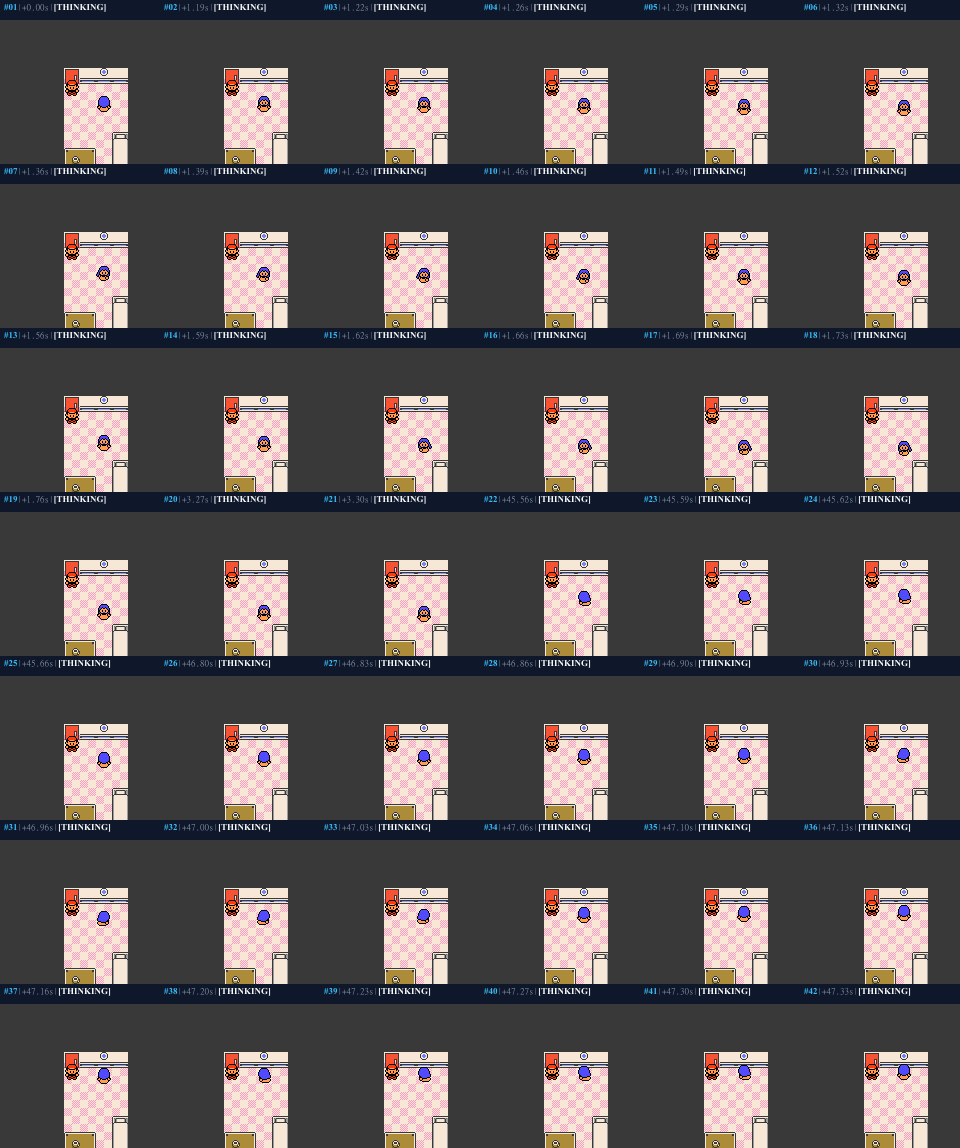 #01|+0.00s|[THINKING] #02|+1.19s|[THINKING] #03|+1.22s|[THINKING] #04|+1.26s|[THINKING] #05|+1.29s|[THINKING] #06|+1.32s|[THINKING]
#07|+1.36s|[THINKING] #08|+1.39s|[THINKING] #09|+1.42s|[THINKING] #10|+1.46s|[THINKING] #11|+1.49s|[THINKING] #12|+1.52s|[THINKING]
#13|+1.56s|[THINKING] #14|+1.59s|[THINKING] #15|+1.62s|[THINKING] #16|+1.66s|[THINKING] #17|+1.69s|[THINKING] #18|+1.73s|[THINKING]
#19|+1.76s|[THINKING] #20|+3.27s|[THINKING] #21|+3.30s|[THINKING] #22|+45.56s|[THINKING] #23|+45.59s|[THINKING] #24|+45.62s|[THINKING]
#25|+45.66s|[THINKING] #26|+46.80s|[THINKING] #27|+46.83s|[THINKING] #28|+46.86s|[THINKING] #29|+46.90s|[THINKING] #30|+46.93s|[THINKING]
#31|+46.96s|[THINKING] #32|+47.00s|[THINKING] #33|+47.03s|[THINKING] #34|+47.06s|[THINKING] #35|+47.10s|[THINKING] #36|+47.13s|[THINKING]
#37|+47.16s|[THINKING] #38|+47.20s|[THINKING] #39|+47.23s|[THINKING] #40|+47.27s|[THINKING] #41|+47.30s|[THINKING] #42|+47.33s|[THINKING]